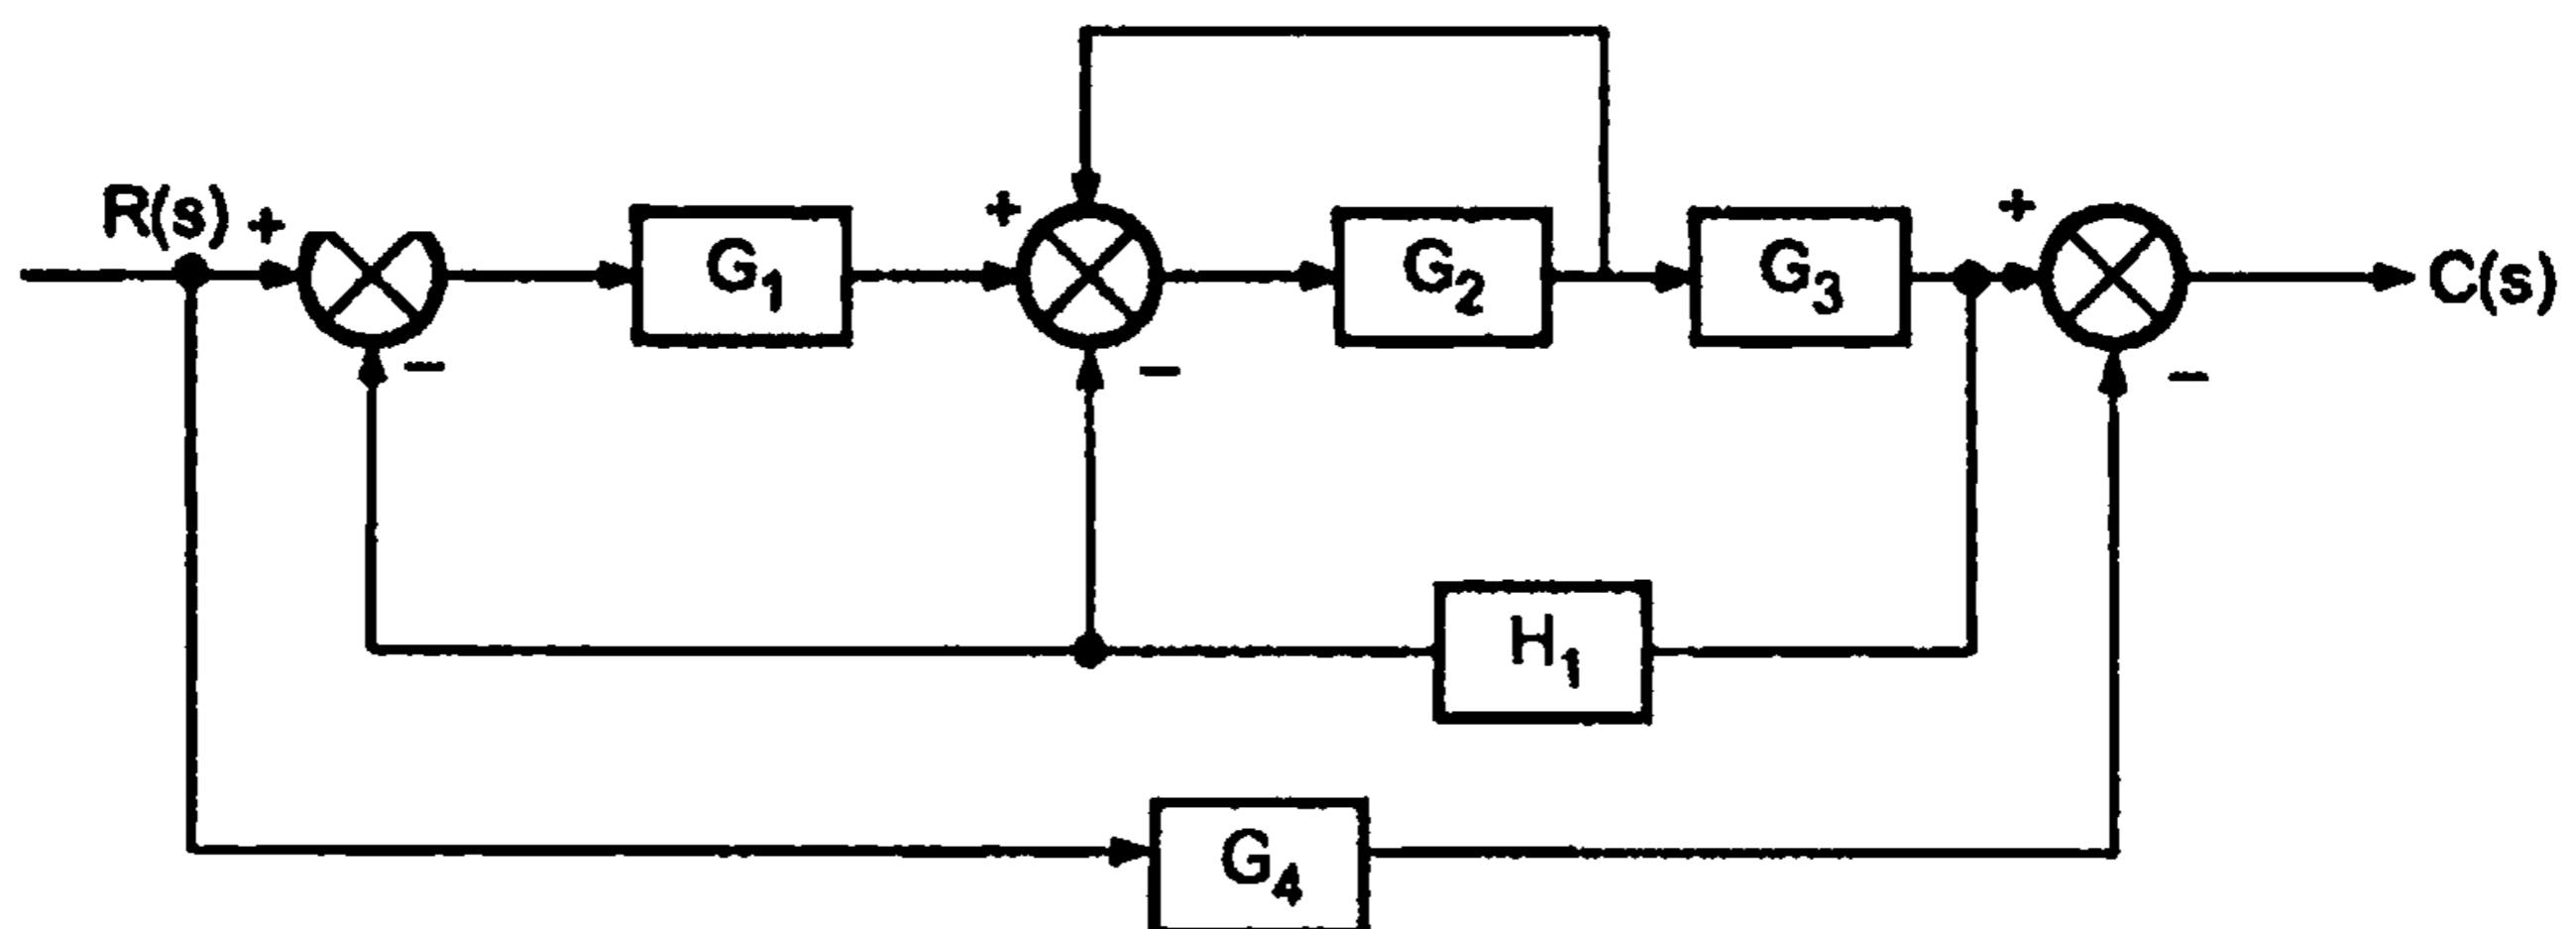 R(s) + − G1 + − G2 G3 + − C(s)
H1
G4